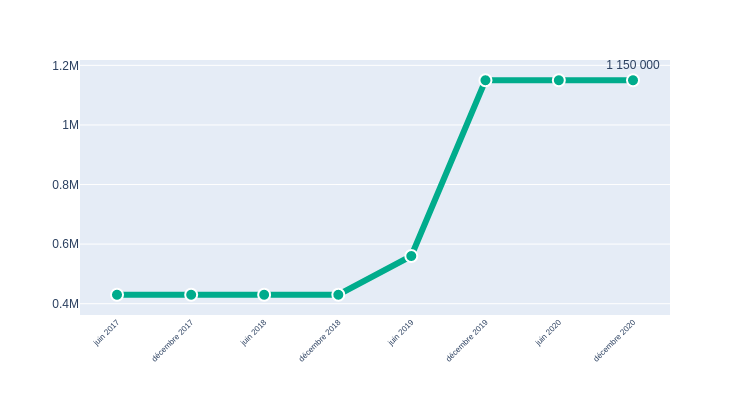 1 150 000
1.2M
1M
0.8M
0.6M
0.4M
juin 2017
décembre 2017
juin 2018
décembre 2018
juin 2019
décembre 2019
juin 2020
décembre 2020